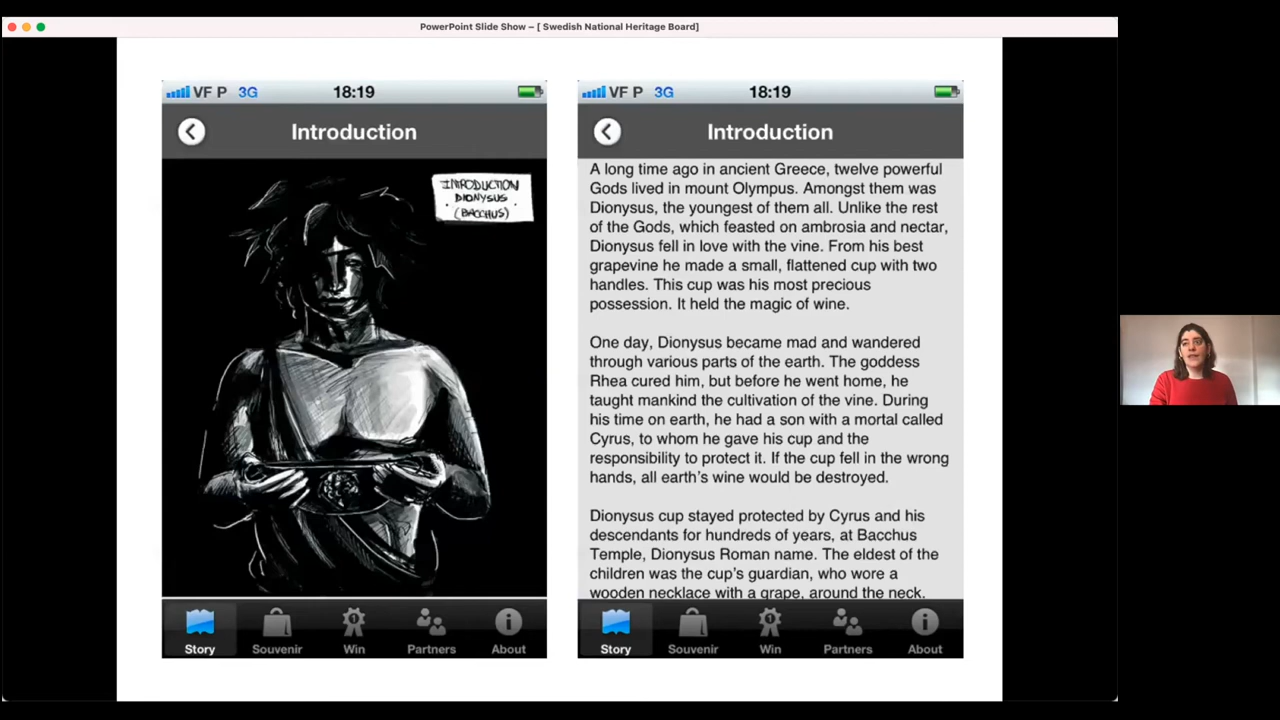 PowerPoint Slide Show – [ Swedish National Heritage Board]
VF P 3G 18:19
Introduction
INTRODUCTION
DIONYSUS
(BACCHUS)
Story Souvenir Win Partners About
VF P 3G 18:19
Introduction
A long time ago in ancient Greece, twelve powerful
Gods lived in mount Olympus. Amongst them was
Dionysus, the youngest of them all. Unlike the rest
of the Gods, which feasted on ambrosia and nectar,
Dionysus fell in love with the vine. From his best
grapevine he made a small, flattened cup with two
handles. This cup was his most precious
possession. It held the magic of wine.
One day, Dionysus became mad and wandered
through various parts of the earth. The goddess
Rhea cured him, but before he went home, he
taught mankind the cultivation of the vine. During
his time on earth, he had a son with a mortal called
Cyrus, to whom he gave his cup and the
responsibility to protect it. If the cup fell in the wrong
hands, all earth's wine would be destroyed.
Dionysus cup stayed protected by Cyrus and his
descendants for hundreds of years, at Bacchus
Temple, Dionysus Roman name. The eldest of the
children was the cup's guardian, who wore a
wooden necklace with a grape, around the neck.
Story Souvenir Win Partners About